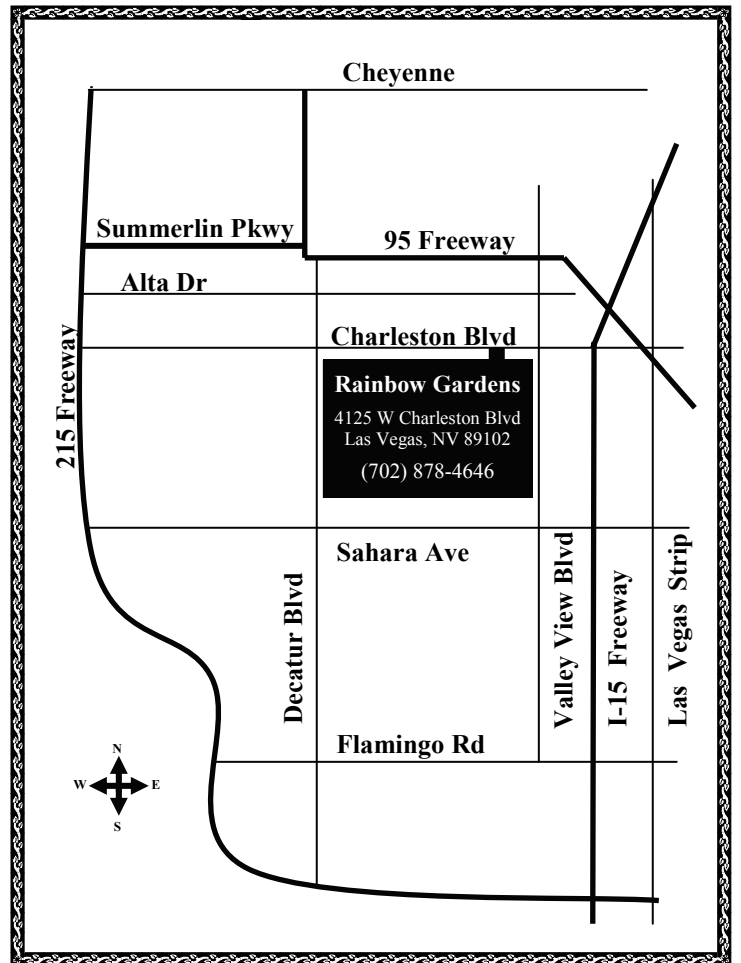 Cheyenne
Summerlin Pkwy
95 Freeway
Alta Dr
Charleston Blvd
215 Freeway
Rainbow Gardens
4125 W Charleston Blvd
Las Vegas, NV 89102
(702) 878-4646
Sahara Ave
Decatur Blvd
Valley View Blvd
I-15 Freeway
Las Vegas Strip
Flamingo Rd
N
W E
S